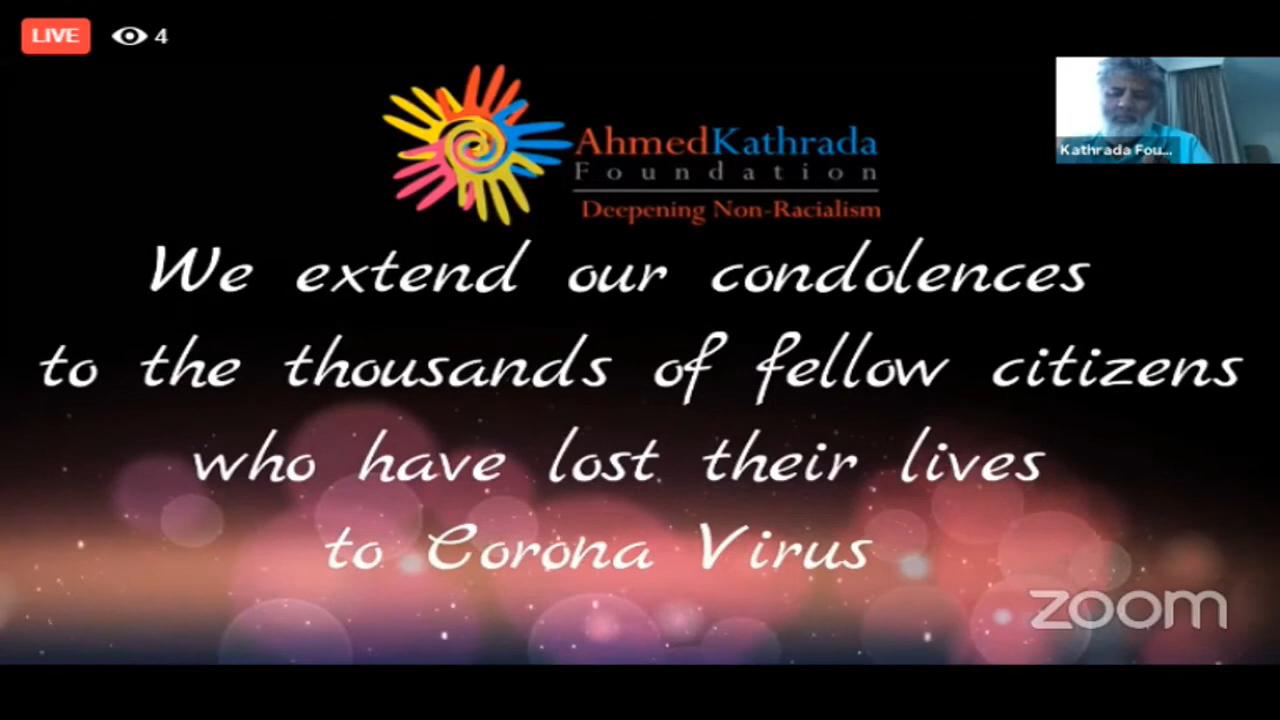 LIVE 4
AhmedKathrada
Foundation
Deepening Non-Racialism
Kathrada Fou...
We extend our condolences
to the thousands of fellow citizens
who have lost their lives
to Corona Virus
zoom